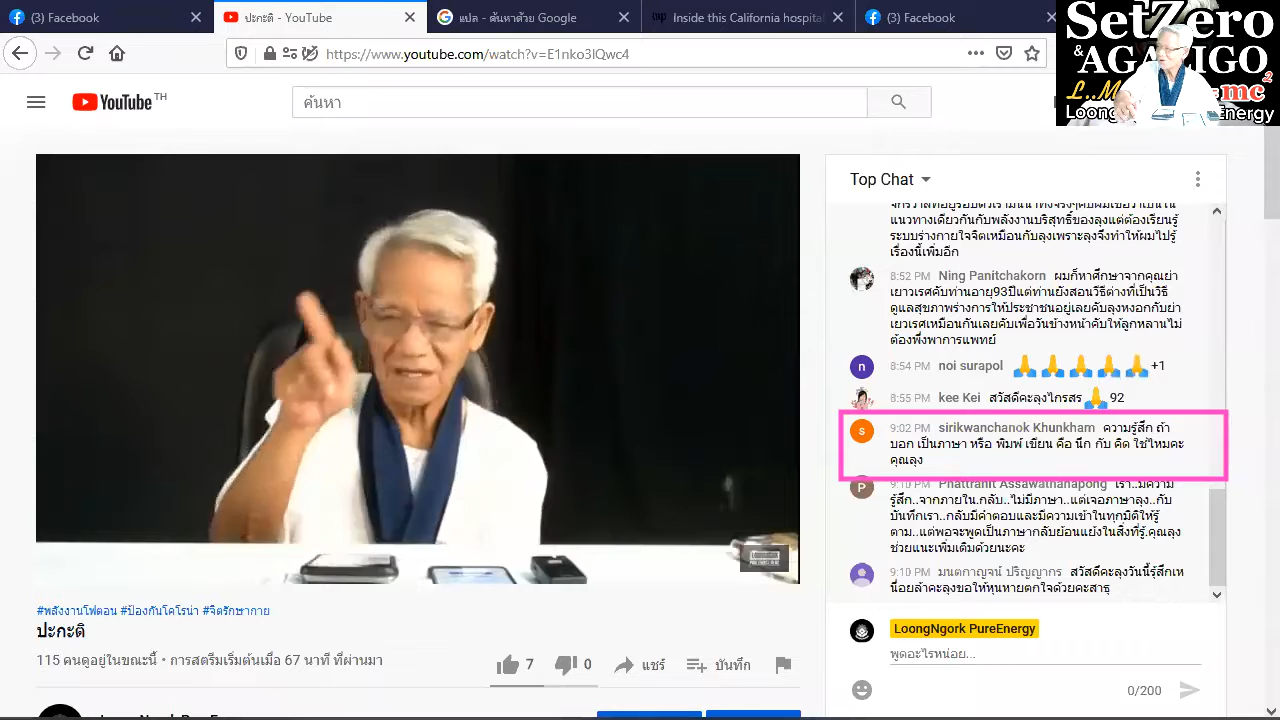 (3) Facebook
ปะกะติ - YouTube
แปล - ค้นหาด้วย Google
Inside this California hospital
(3) Facebook
https://www.youtube.com/watch?v=E1nko3lQwc4
SetZero
& AGALIGO
mc2
Energy
YouTube TH
ค้นหา
Top Chat
แนวทางเดียวกันกับพลังงานบริสุทธิ์ของลุงแต่ต้องเรียนรู้
ระบบร่างกายใจจิตเหมือนกับลุงเพราะลุงจึงทำให้ผมไปรู้
เรื่องนี้เพิ่มอีก
8:52 PM Ning Panitchakorn ผมก็หาศึกษาจากคุณย่า
เยาวเรศคับท่านอายุ93ปีแต่ท่านยังสอนวิธีต่างที่เป็นวิธี
ดูแลสุขภาพร่างการให้ประชาชนอยู่เลยคับลุงหงอกกับย่า
เยวเรศเหมือนกันเลยคับเพื่อวันข้างหน้าคับให้ลูกหลานไม่
ต้องพึ่งพาการแพทย์
n 8:54 PM noi surapol 🙏🙏🙏🙏🙏+1
8:55 PM kee Kei สวัสดีคะลุงไกรสร🙏92
s 9:02 PM sirikwanchanok Khunkham ความรู้สึก ถ้า
บอก เป็นภาษา หรือ พิมพ์ เขียน คือ นึก กับ คิด ใช่ไหมคะ
คุณลุง
P 9:10 PM Phattranit Assawathanapong เรา..มีความ
รู้สึก..จากภายใน.กลับ..ไม่มีภาษา..แต่เจอภาษาลุง..กับ
บันทึกเรา..กลับมีคำตอบและมีความเข้าในทุกมิติให้รู้
ตาม..แต่พอจะพูดเป็นภาษากลับย้อนแย้งในสิ่งที่รู้.คุณลุง
ช่วยแนะเพิ่มเติมด้วยนะคะ
9:10 PM มนตกาญจน์ ปริญญากร สวัสดีคะลุงวันนี้รู้สึกเห
นื่อยล้าคะลุงขอให้หุนหายตกใจด้วยคะสาธุ
LoongNgork PureEnergy
พูดอะไรหน่อย...
0/200
#พลังงานโฟตอน #ป้องกันโคโรน่า #จิตรักษากาย
ปะกะติ
115 คนดูอยู่ในขณะนี้ • การสตรีมเริ่มต้นเมื่อ 67 นาที ที่ผ่านมา
7 0 แชร์ บันทึก